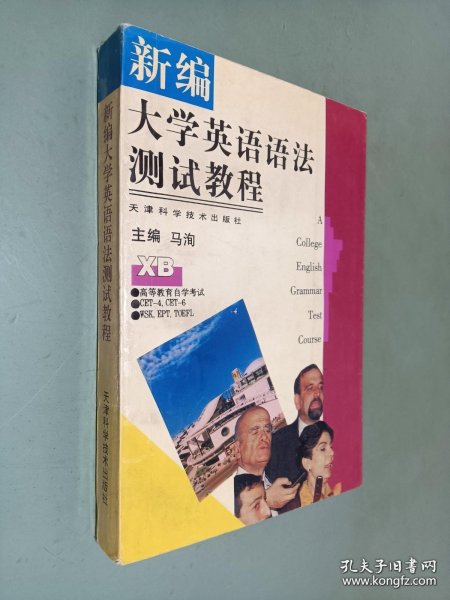 新编
大学英语语法
测试教程
天津科学技术出版社
主编 马洵
XB
●高等教育自学考试
●CET-4,CET-6
●WSK,EPT,TOEFL
A
College
English
Grammar
Test
Course
新编大学英语语法测试教程
天津科学技术出版社
孔夫子旧书网
www.kongfz.com